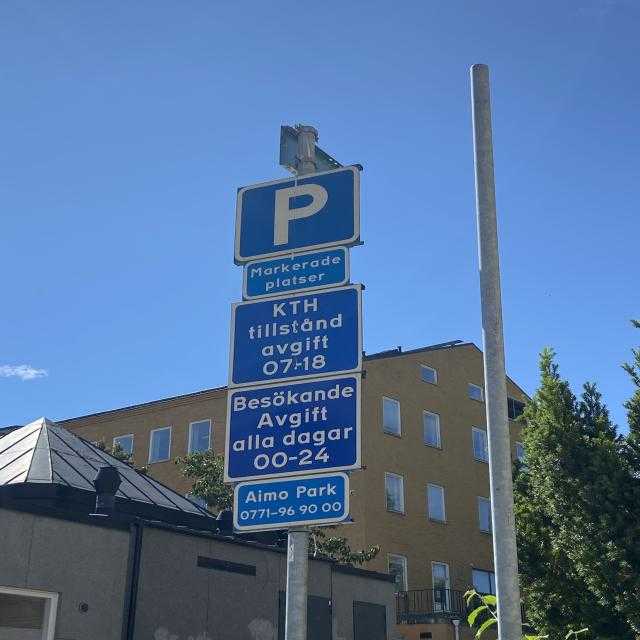 P
Markerade
platser
KTH
tillstånd
avgift
07-18
Besökande
Avgift
alla dagar
00-24
Aimo Park
0771-96 90 00